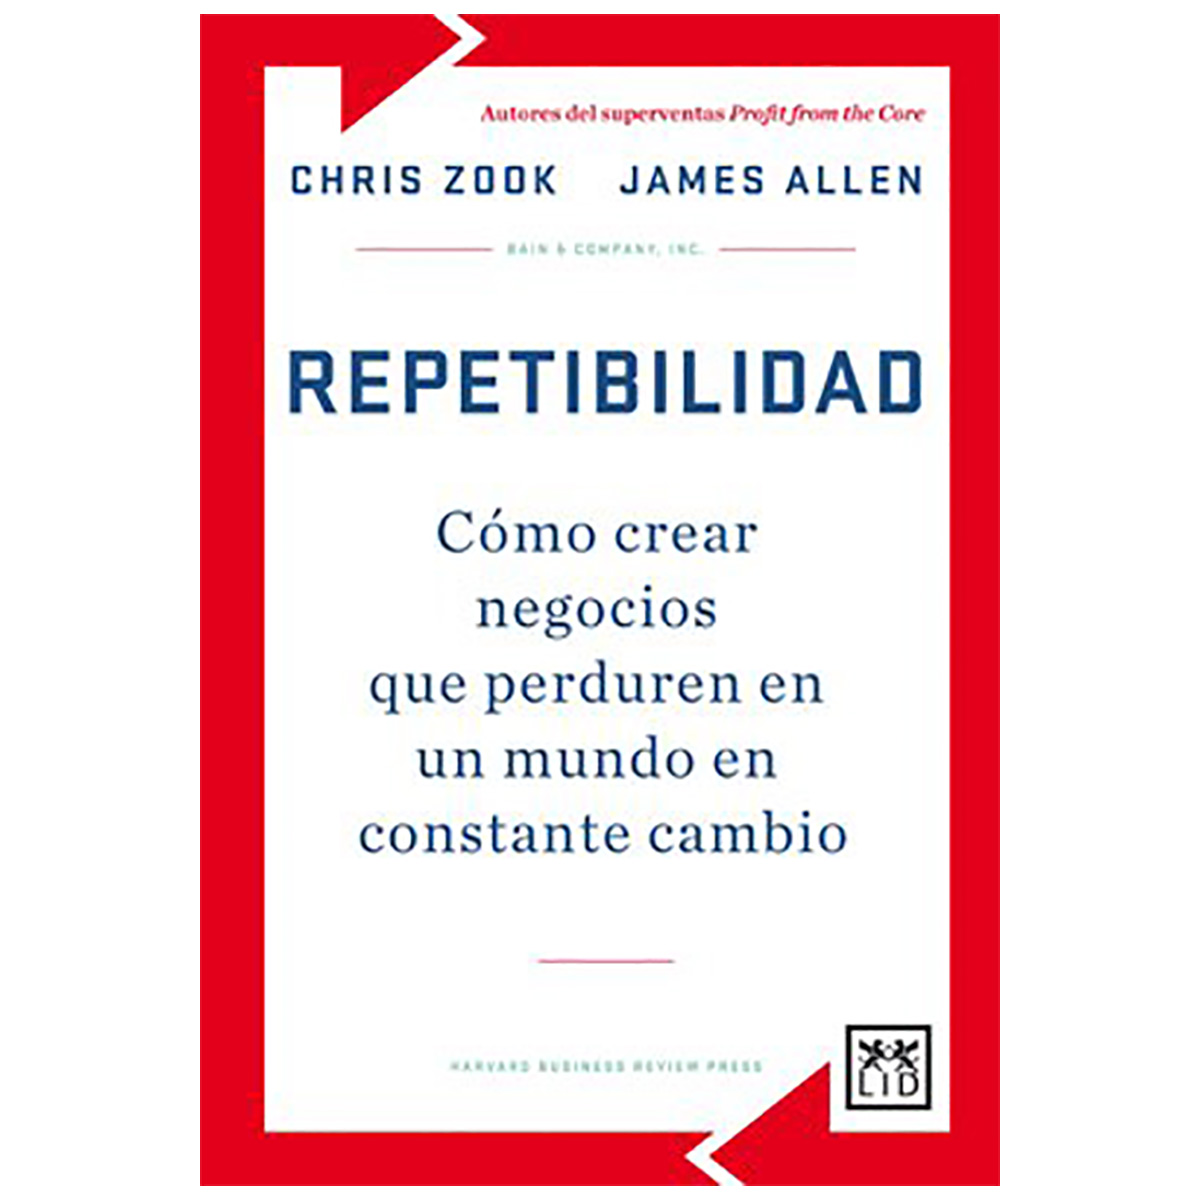 Autores del superventas Profit from the Core
CHRIS ZOOK JAMES ALLEN
BAIN & COMPANY, INC.
REPETIBILIDAD
Cómo crear
negocios
que perduren en
un mundo en
constante cambio
HARVARD BUSINESS REVIEW PRESS
LID